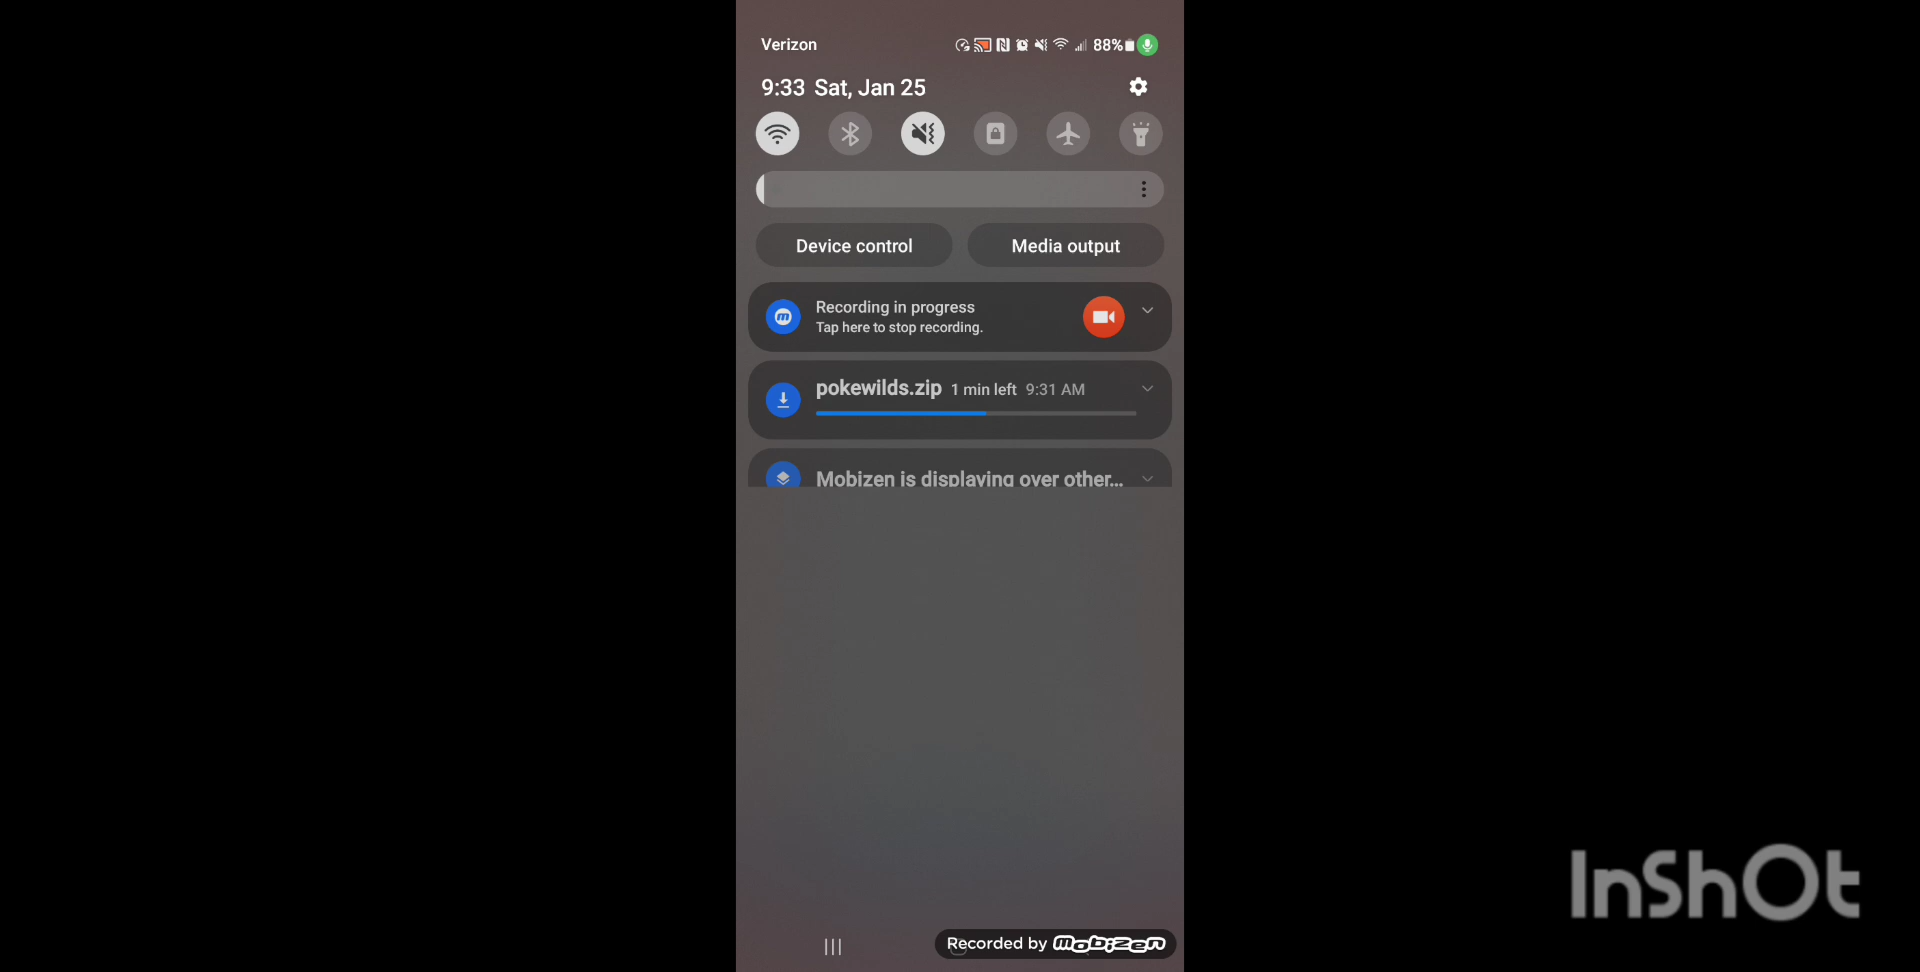 Verizon
88%
9:33 Sat, Jan 25
Device control
Media output
Recording in progress
Tap here to stop recording.
pokewilds.zip 1 min left 9:31 AM
Mobizen is displaying over other...
Recorded by mobizen
InShOt